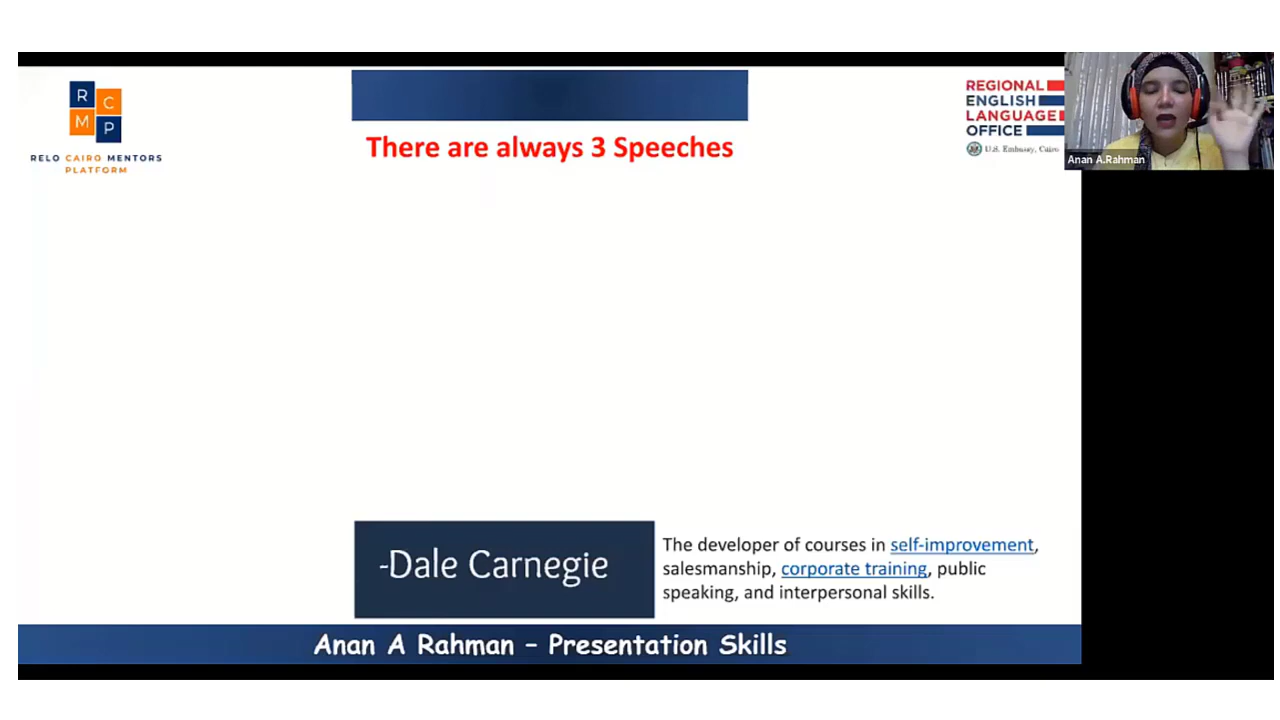 R
C
M
P
RELO CAIRO MENTORS
PLATFORM
There are always 3 Speeches
REGIONAL
ENGLISH
LANGUAGE
OFFICE
U.S. Embassy, Cairo
Anan A.Rahman
-Dale Carnegie
The developer of courses in self-improvement,
salesmanship, corporate training, public
speaking, and interpersonal skills.
Anan A Rahman – Presentation Skills